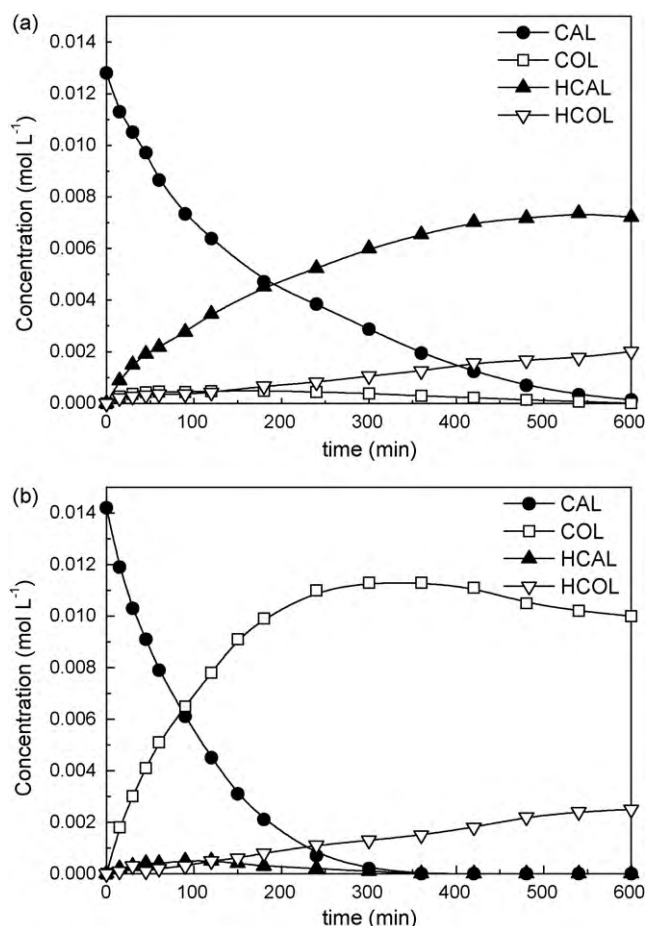 (a)
CAL
COL
HCAL
HCOL
Concentration (mol L⁻¹)
0.014
0.012
0.010
0.008
0.006
0.004
0.002
0.000
0 100 200 300 400 500 600
time (min)
(b)
CAL
COL
HCAL
HCOL
Concentration (mol L⁻¹)
0.014
0.012
0.010
0.008
0.006
0.004
0.002
0.000
0 100 200 300 400 500 600
time (min)